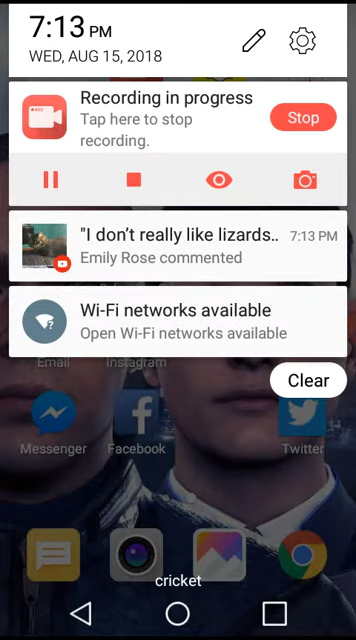 7:13 PM
WED, AUG 15, 2018
Recording in progress
Tap here to stop
recording.
Stop
"I don't really like lizards..
7:13 PM
Emily Rose commented
Wi-Fi networks available
Open Wi-Fi networks available
Clear
Email
Instagram
Messenger
Facebook
Twitter
cricket